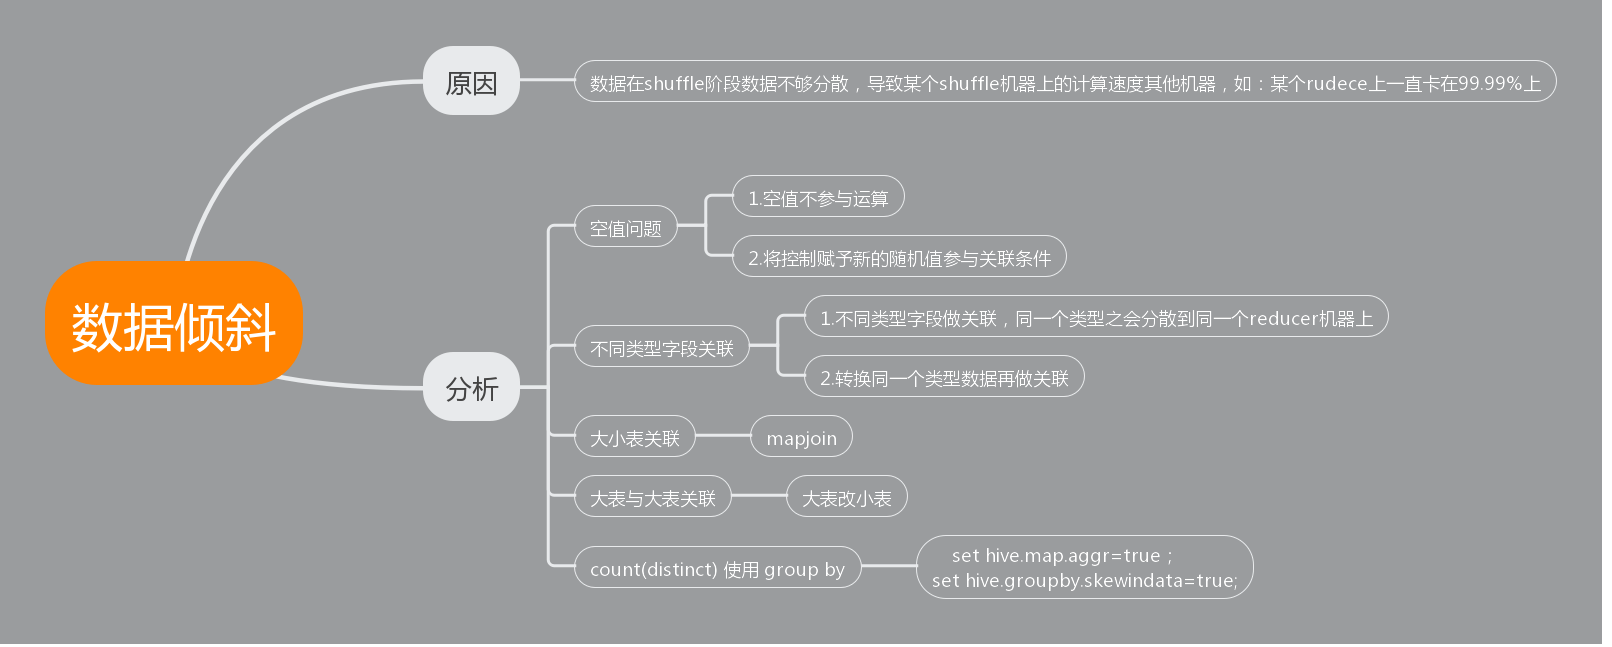 数据倾斜
原因
数据在shuffle阶段数据不够分散，导致某个shuffle机器上的计算速度其他机器，如：某个rudece上一直卡在99.99%上
分析
空值问题
1.空值不参与运算
2.将控制赋予新的随机值参与关联条件
不同类型字段关联
1.不同类型字段做关联，同一个类型之会分散到同一个reducer机器上
2.转换同一个类型数据再做关联
大小表关联
mapjoin
大表与大表关联
大表改小表
count(distinct) 使用 group by
set hive.map.aggr=true；
set hive.groupby.skewindata=true;